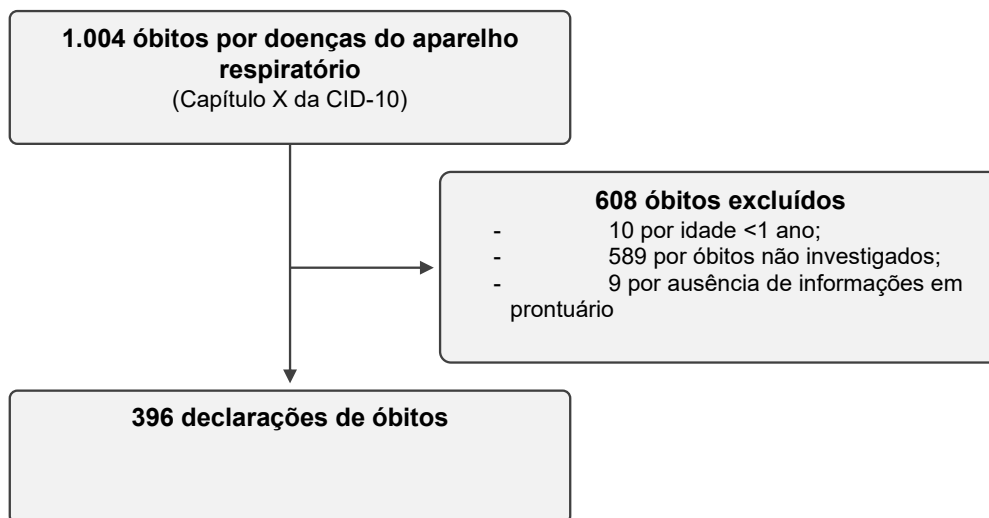 1.004 óbitos por doenças do aparelho
respiratório
(Capítulo X da CID-10)
608 óbitos excluídos
- 10 por idade <1 ano;
- 589 por óbitos não investigados;
- 9 por ausência de informações em
prontuário
396 declarações de óbitos